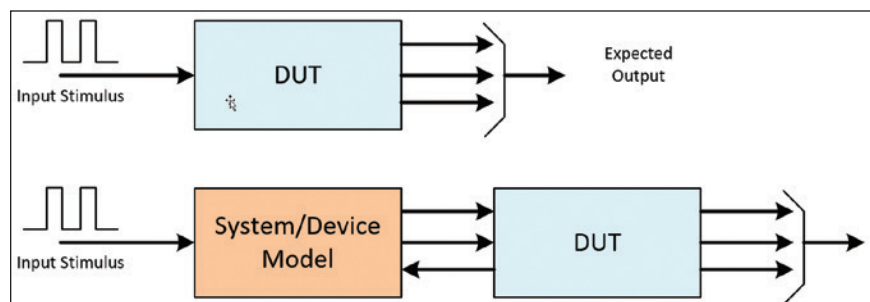 DUT
Input Stimulus
Expected
Output
System/Device
Model
DUT
Input Stimulus